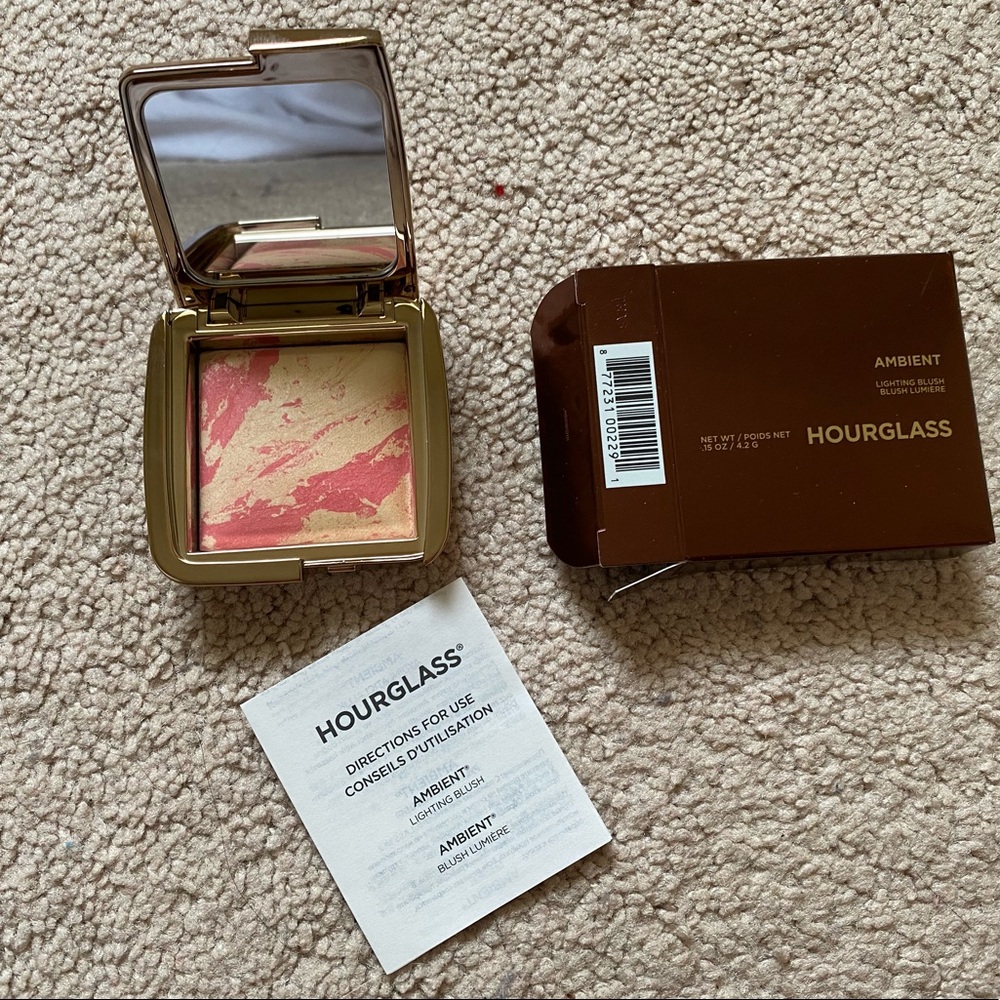 AMBIENT
LIGHTING BLUSH
BLUSH LUMIÈRE
NET WT / POIDS NET
.15 OZ / 4.2 G
HOURGLASS
8 77231 00229 1
HOURGLASS®
DIRECTIONS FOR USE
CONSEILS D'UTILISATION
AMBIENT®
LIGHTING BLUSH
AMBIENT®
BLUSH LUMIÈRE